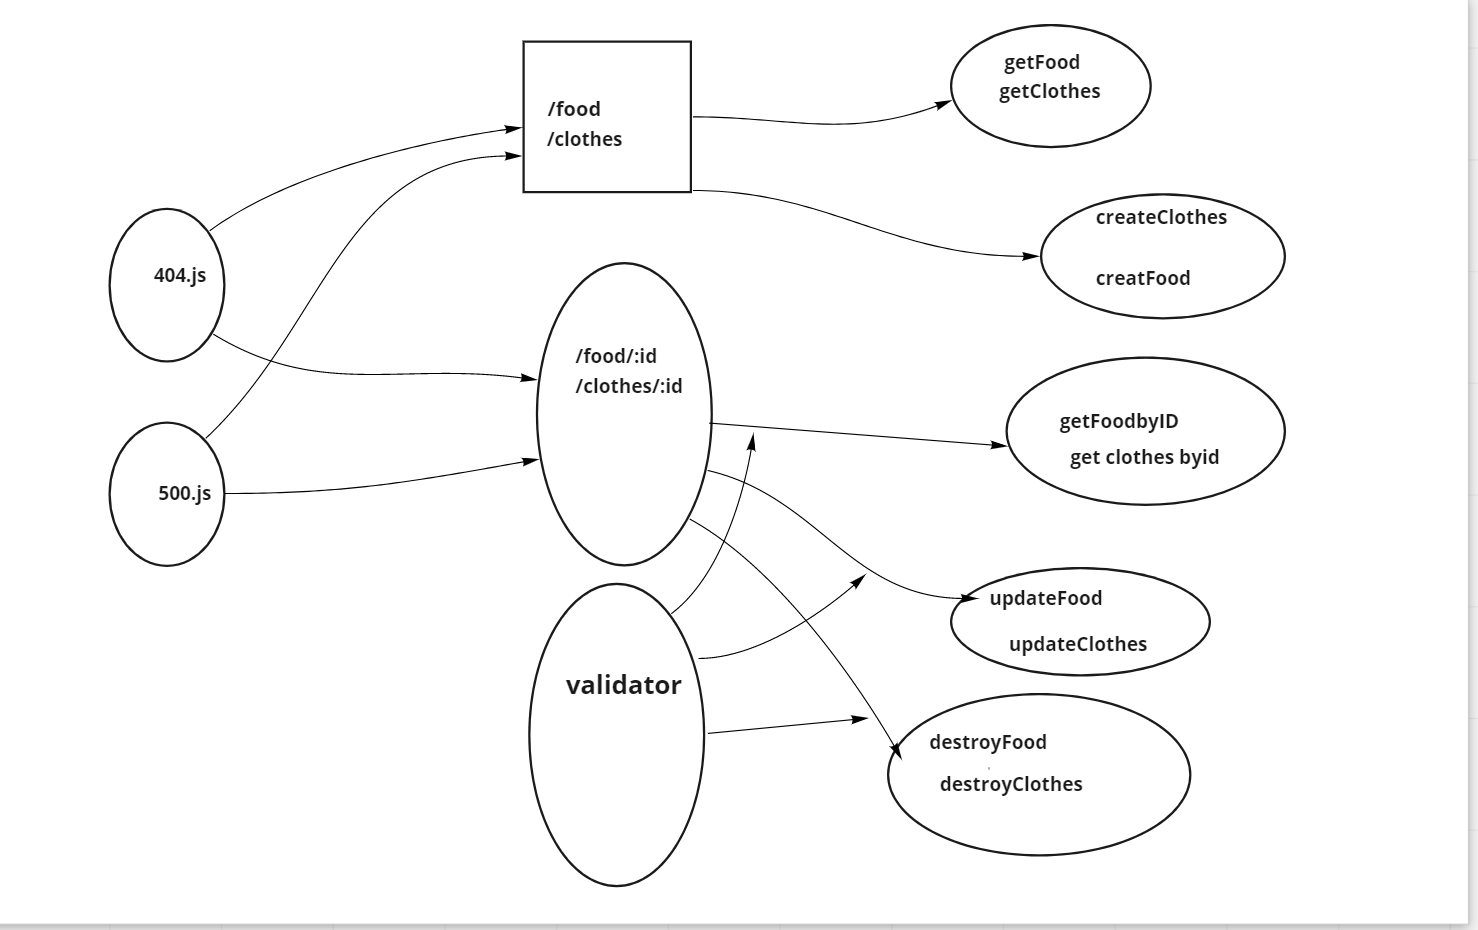 getFood
getClothes
/food
/clothes
createClothes
creatFood
404.js
/food/:id
/clothes/:id
getFoodbyID
get clothes byid
500.js
updateFood
updateClothes
validator
destroyFood
destroyClothes